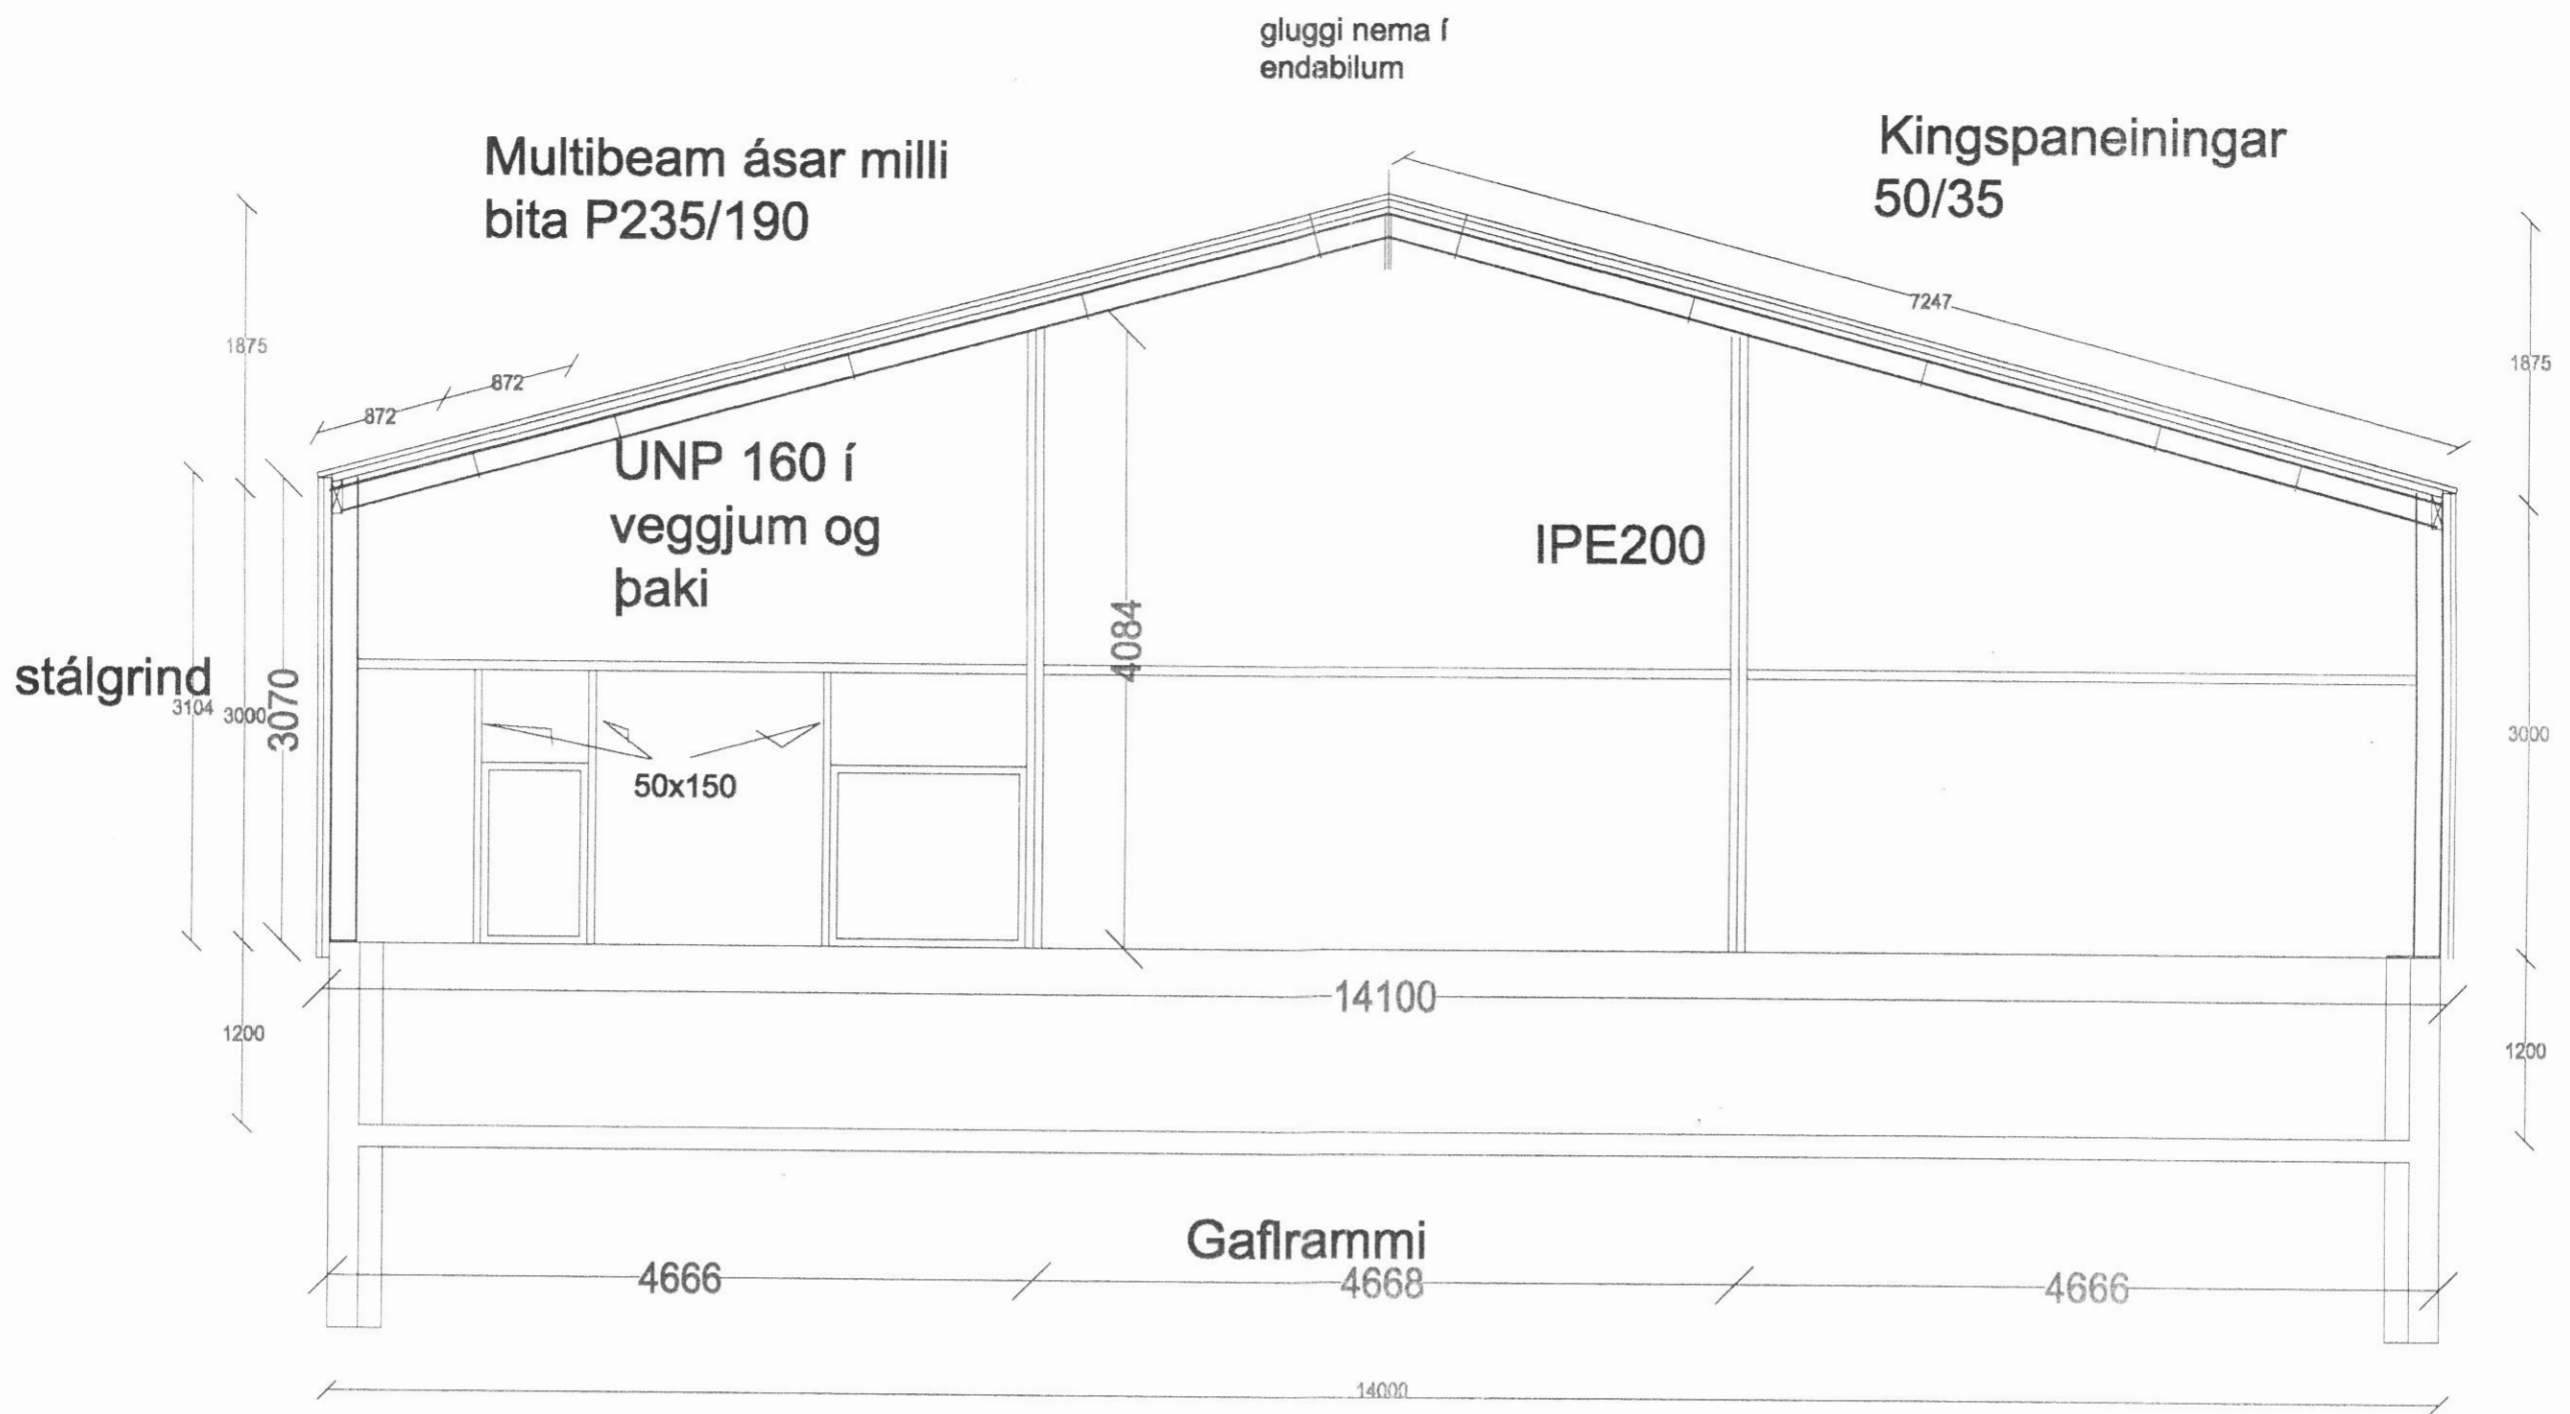 gluggi nema í
endabilum
Multibeam ásar milli
bita P235/190
Kingspaneiningar
50/35
7247
1875
1875
872
872
UNP 160 í
veggjum og
þaki
IPE200
4084
stálgrind
3104
3000
3070
3000
50x150
14100
1200
1200
Gaflrammi
4666
4668
4666
14000